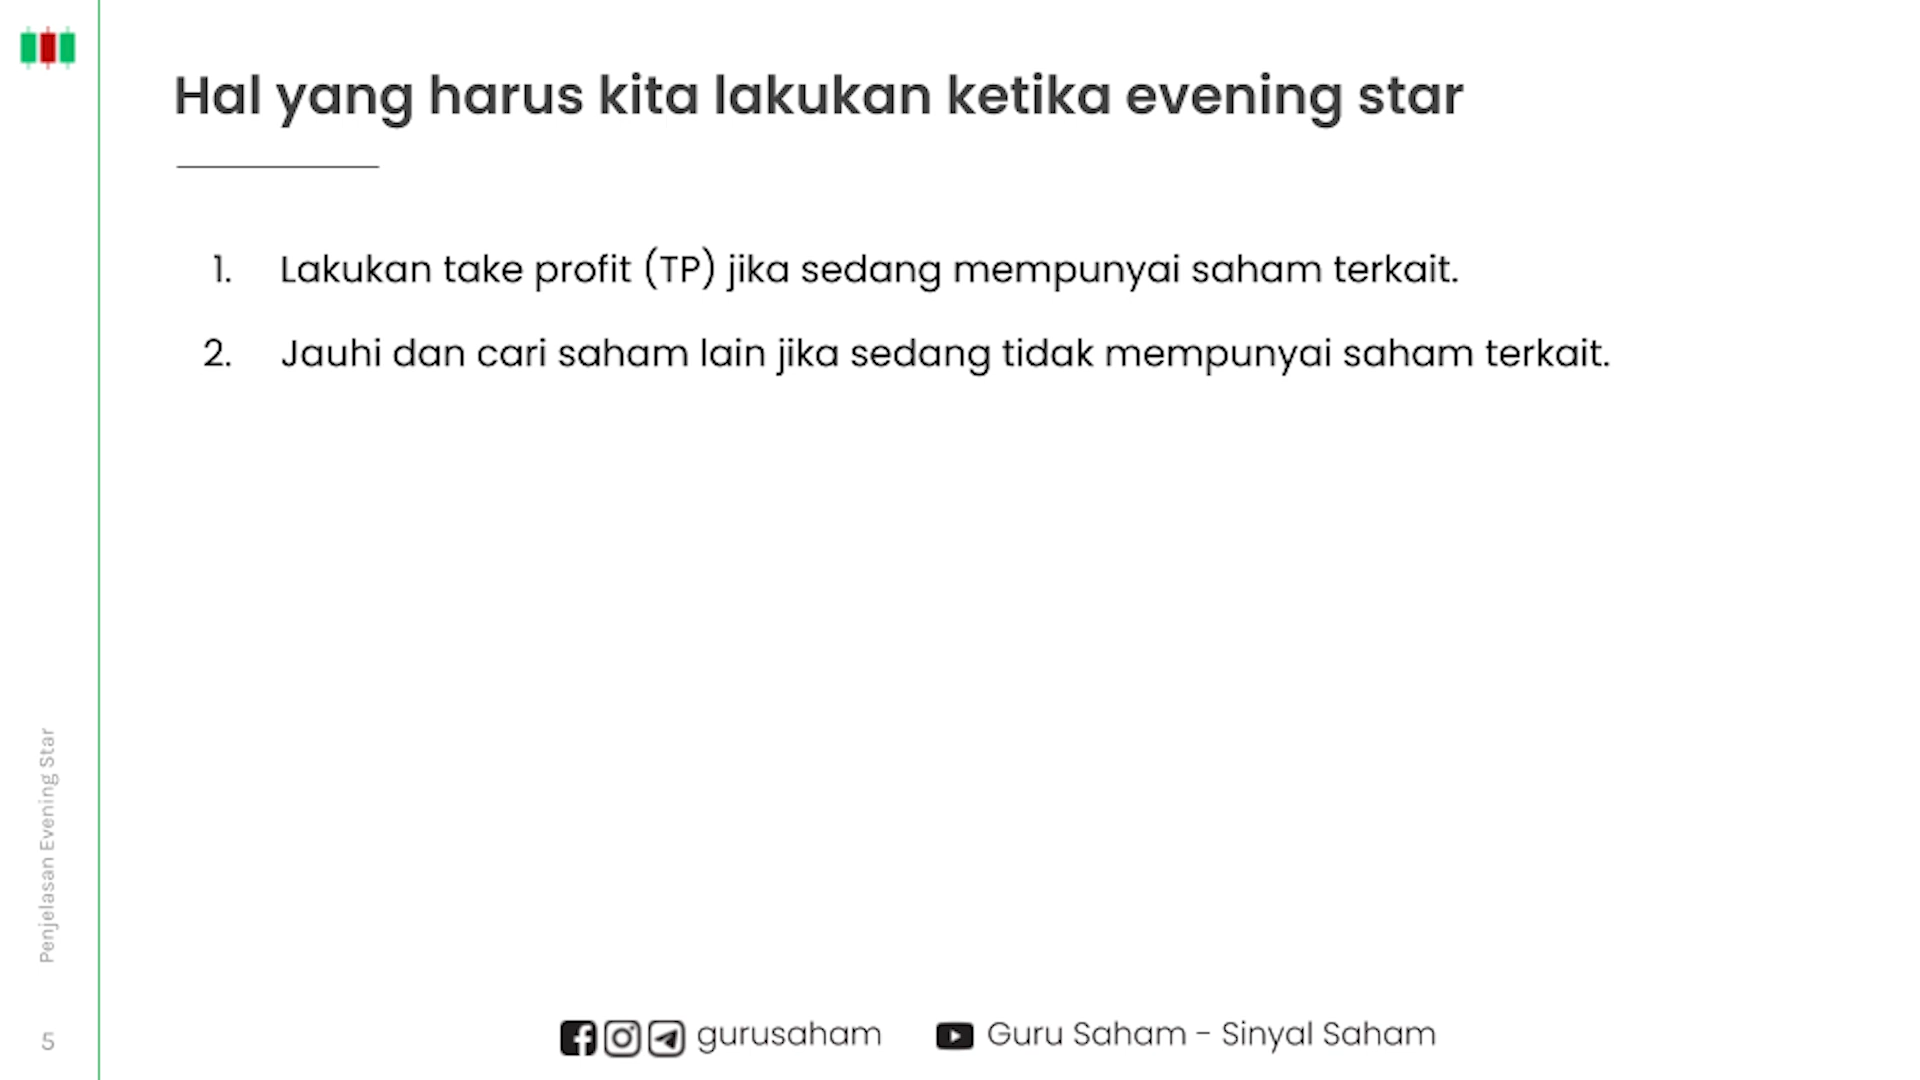 Hal yang harus kita lakukan ketika evening star
1. Lakukan take profit (TP) jika sedang mempunyai saham terkait.
2. Jauhi dan cari saham lain jika sedang tidak mempunyai saham terkait.
Penjelasan Evening Star
5
gurusaham
Guru Saham - Sinyal Saham